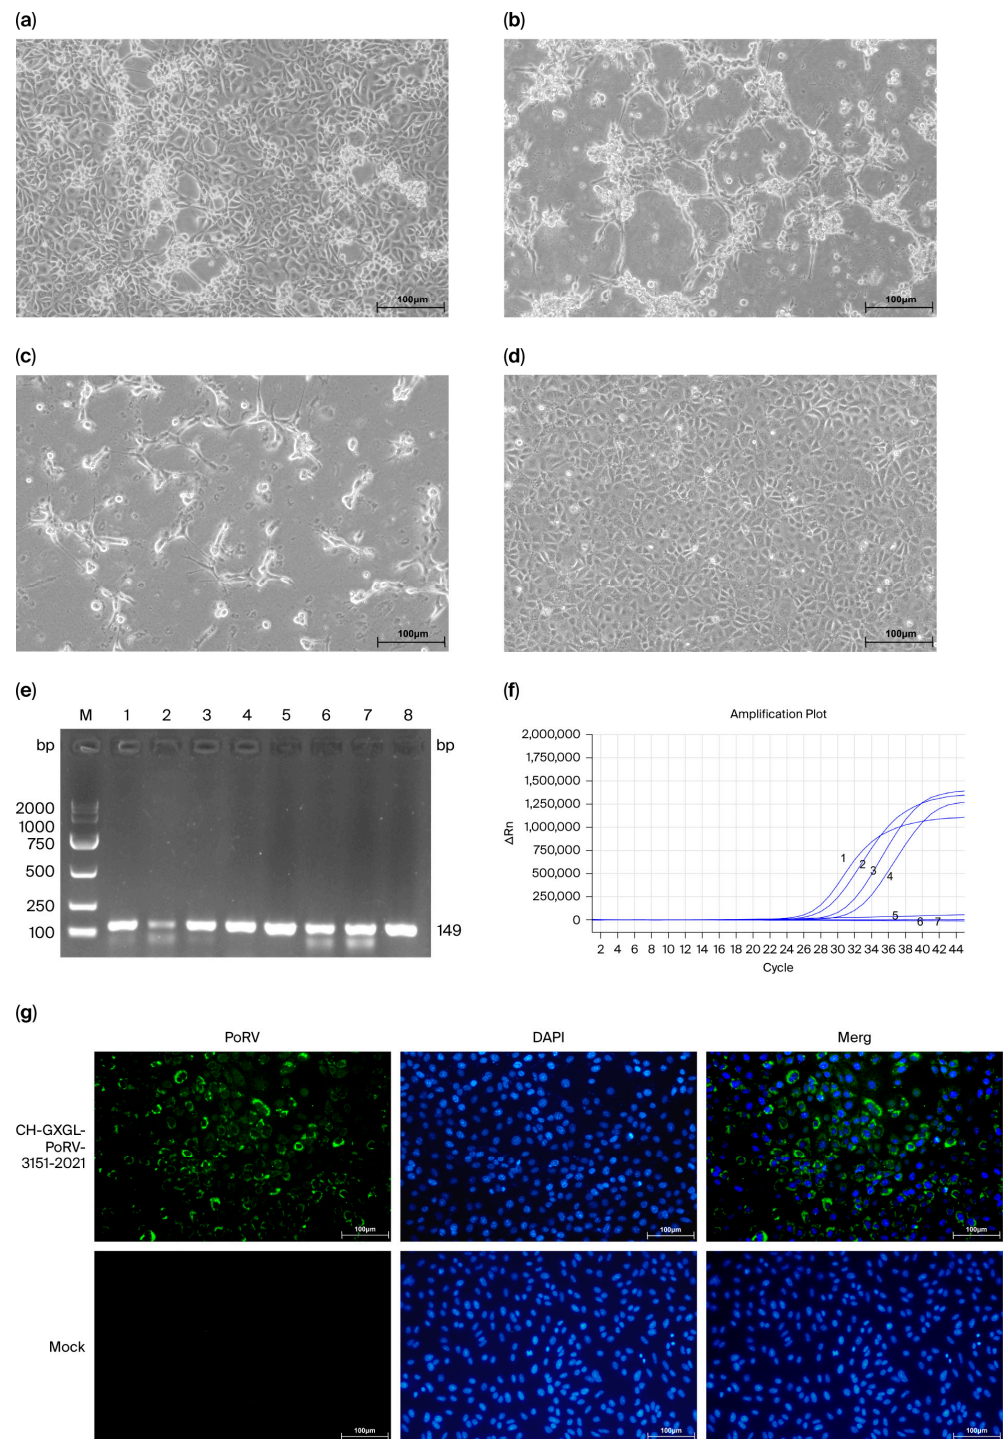 (a)
(b)
100μm
100μm
(c)
(d)
100μm
100μm
(e)
M 1 2 3 4 5 6 7 8
bp
bp
2000
1000
750
500
250
100
149
(f)
Amplification Plot
2,000,000
1,750,000
1,500,000
1,250,000
1,000,000
750,000
500,000
250,000
0
ΔRn
1
2
3
4
5
6
7
2 4 6 8 10 12 14 16 18 20 22 24 26 28 30 32 34 36 38 40 42 44
Cycle
(g)
PoRV
DAPI
Merg
CH-GXGL-
PoRV-
3151-2021
100μm
100μm
100μm
Mock
100μm
100μm
100μm